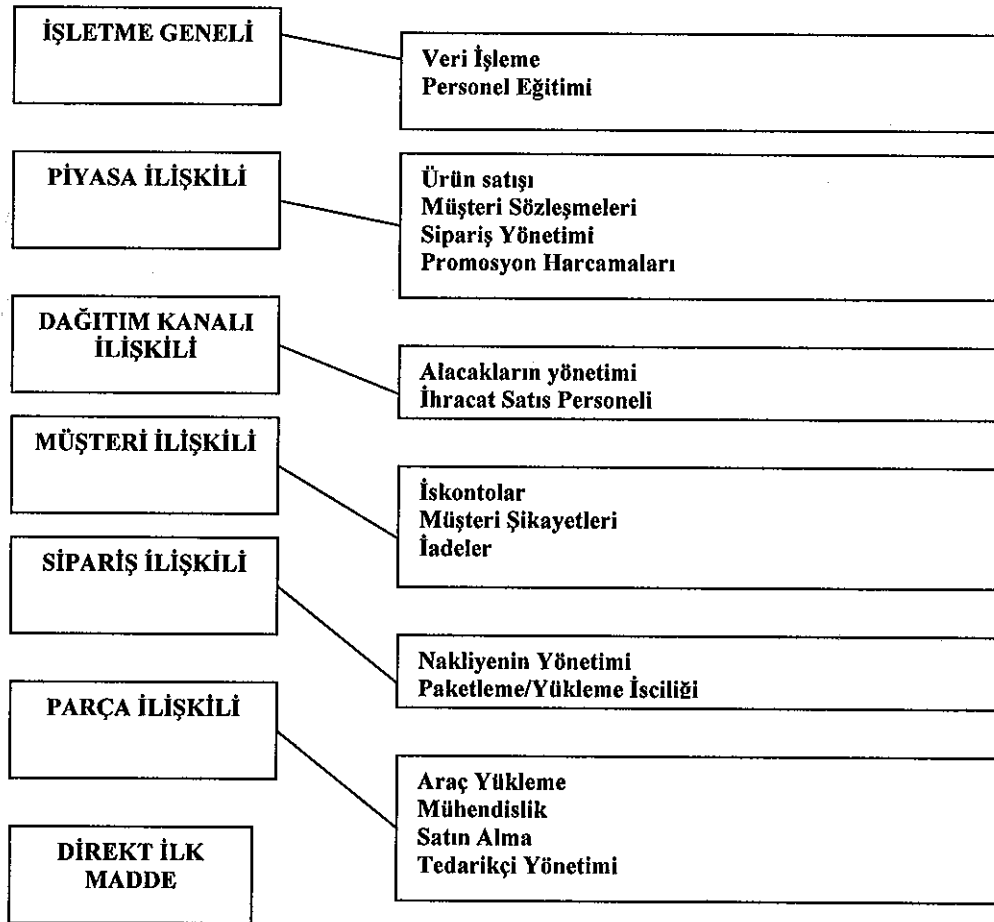 İŞLETME GENELİ
Veri İşleme
Personel Eğitimi
PİYASA İLİŞKİLİ
Ürün satışı
Müşteri Sözleşmeleri
Sipariş Yönetimi
Promosyon Harcamaları
DAĞITIM KANALI
İLİŞKİLİ
Alacakların yönetimi
İhracat Satıs Personeli
MÜŞTERİ İLİŞKİLİ
İskontolar
Müşteri Şikayetleri
İadeler
SİPARİŞ İLİŞKİLİ
Nakliyenin Yönetimi
Paketleme/Yükleme İsciliği
PARÇA İLİŞKİLİ
Araç Yükleme
Mühendislik
Satın Alma
Tedarikçi Yönetimi
DİREKT İLK
MADDE